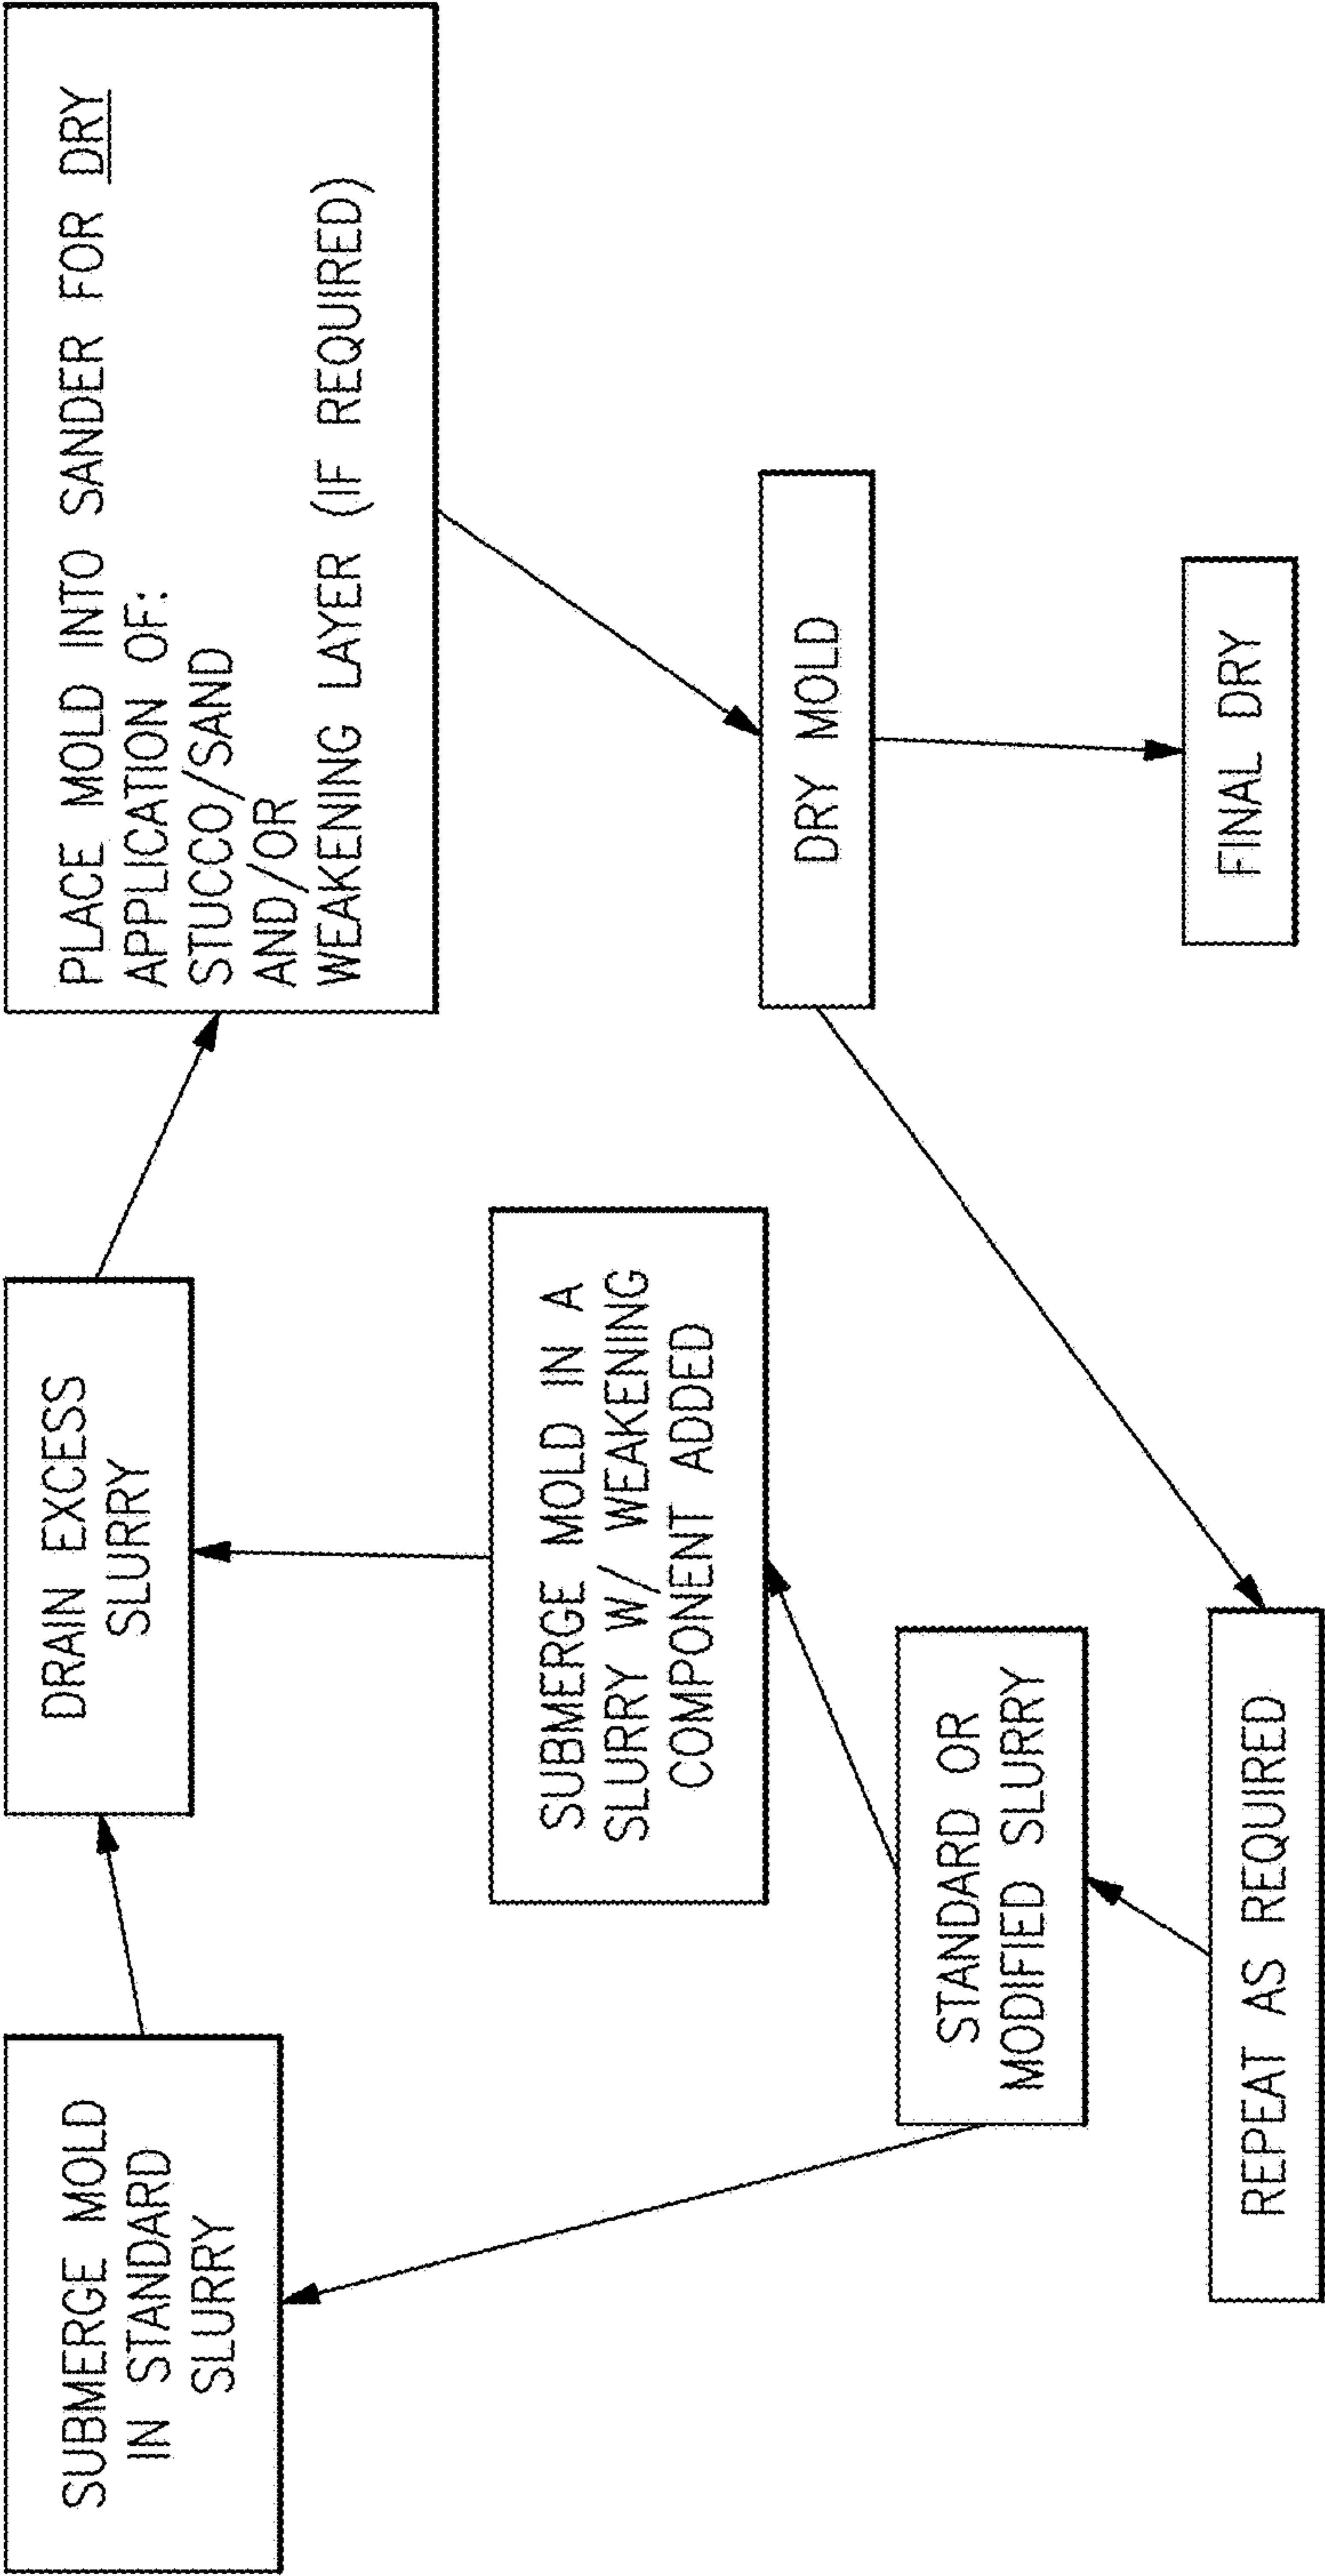 SUBMERGE MOLD
IN STANDARD
SLURRY
DRAIN EXCESS
SLURRY
PLACE MOLD INTO SANDER FOR DRY
APPLICATION OF:
STUCCO/SAND
AND/OR
WEAKENING LAYER (IF REQUIRED)
SUBMERGE MOLD IN A
SLURRY W/ WEAKENING
COMPONENT ADDED
DRY MOLD
STANDARD OR
MODIFIED SLURRY
FINAL DRY
REPEAT AS REQUIRED